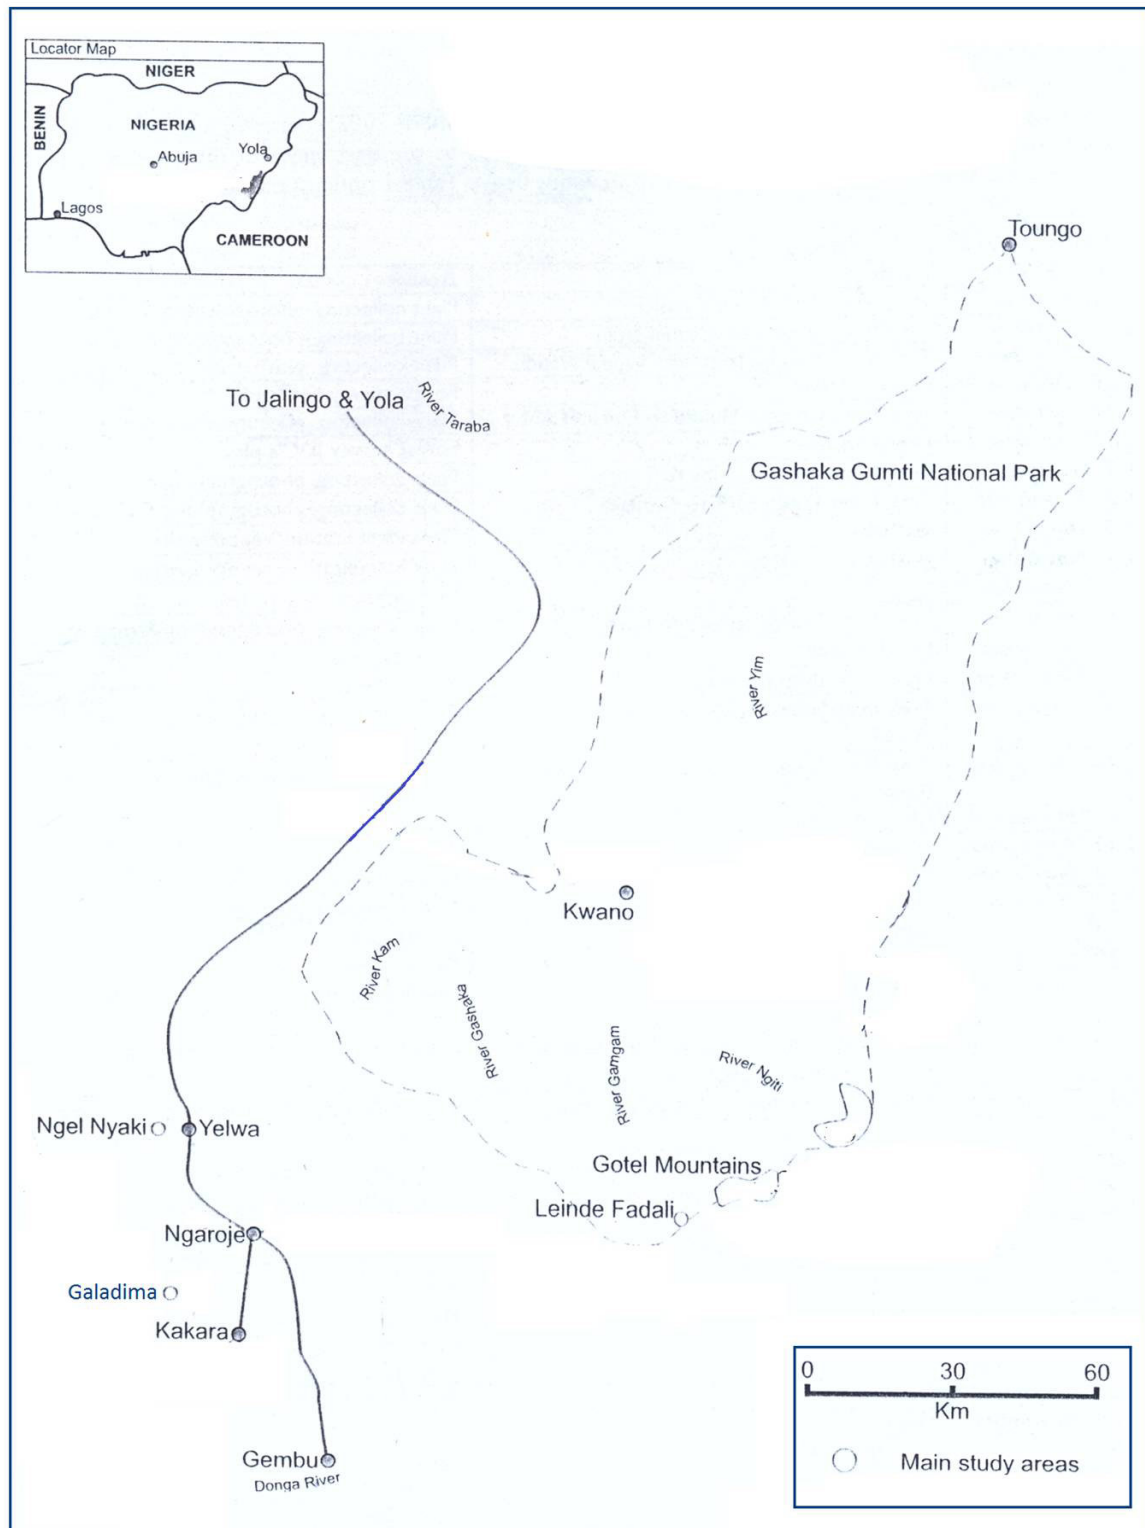 Locator Map
NIGER
BENIN
NIGERIA
Abuja
Yola
Lagos
CAMEROON
Toungo
To Jalingo & Yola
River Taraba
Gashaka Gumti National Park
River Yim
Kwano
River Kam
River Gashaka
River Gamgam
River Ngiti
Ngel Nyaki
Yelwa
Gotel Mountains
Leinde Fadali
Ngaroje
Galadima
Kakara
Gembu
Donga River
0 30 60
Km
Main study areas